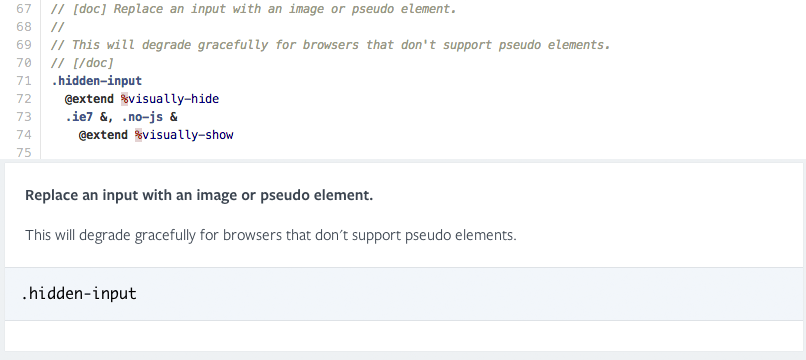 67 // [doc] Replace an input with an image or pseudo element.
68 //
69 // This will degrade gracefully for browsers that don't support pseudo elements.
70 // [/doc]
71 .hidden-input
72   @extend %visually-hide
73   .ie7 &, .no-js &
74     @extend %visually-show
75
Replace an input with an image or pseudo element.
This will degrade gracefully for browsers that don't support pseudo elements.
.hidden-input